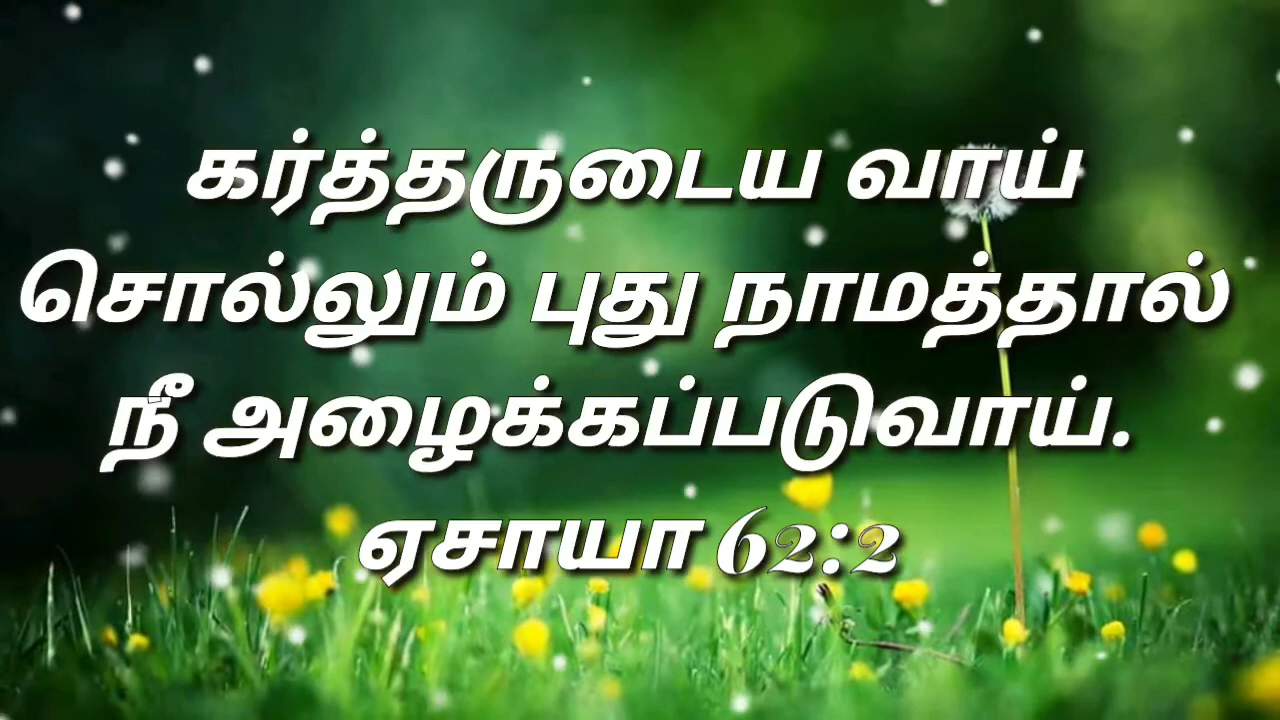 கர்த்தருடைய வாய்
சொல்லும் புது நாமத்தால்
நீ அழைக்கப்படுவாய்.
ஏசாயா 62:2